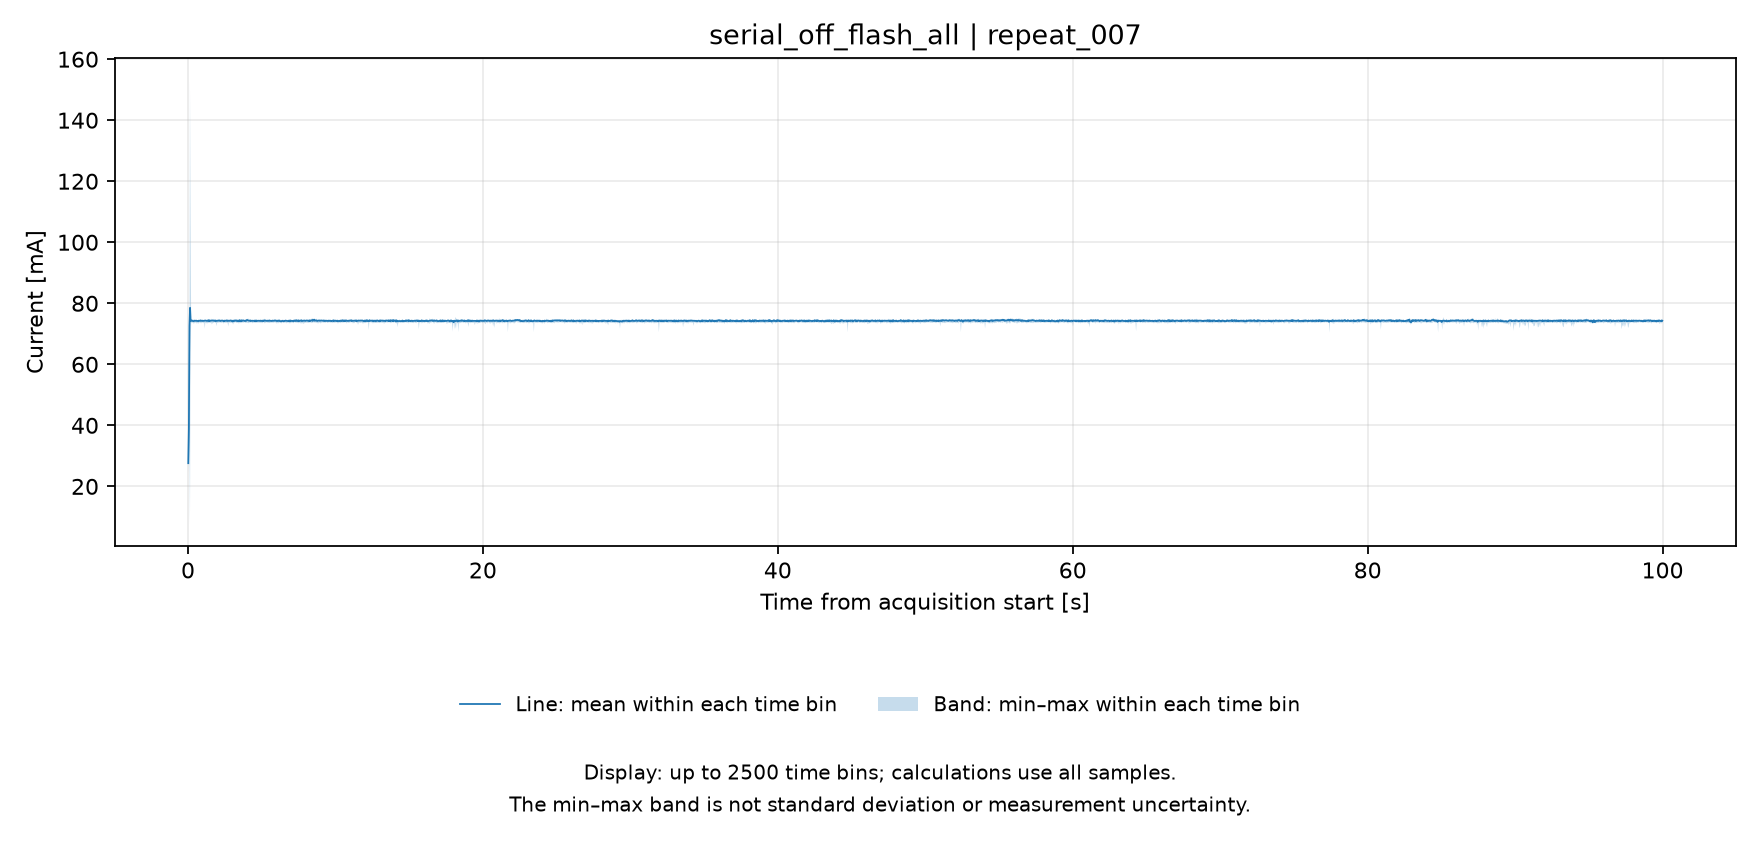 serial_off_flash_all | repeat_007
160
140
120
100
80
60
40
20
Current [mA]
0 20 40 60 80 100
Time from acquisition start [s]
Line: mean within each time bin Band: min–max within each time bin
Display: up to 2500 time bins; calculations use all samples.
The min–max band is not standard deviation or measurement uncertainty.